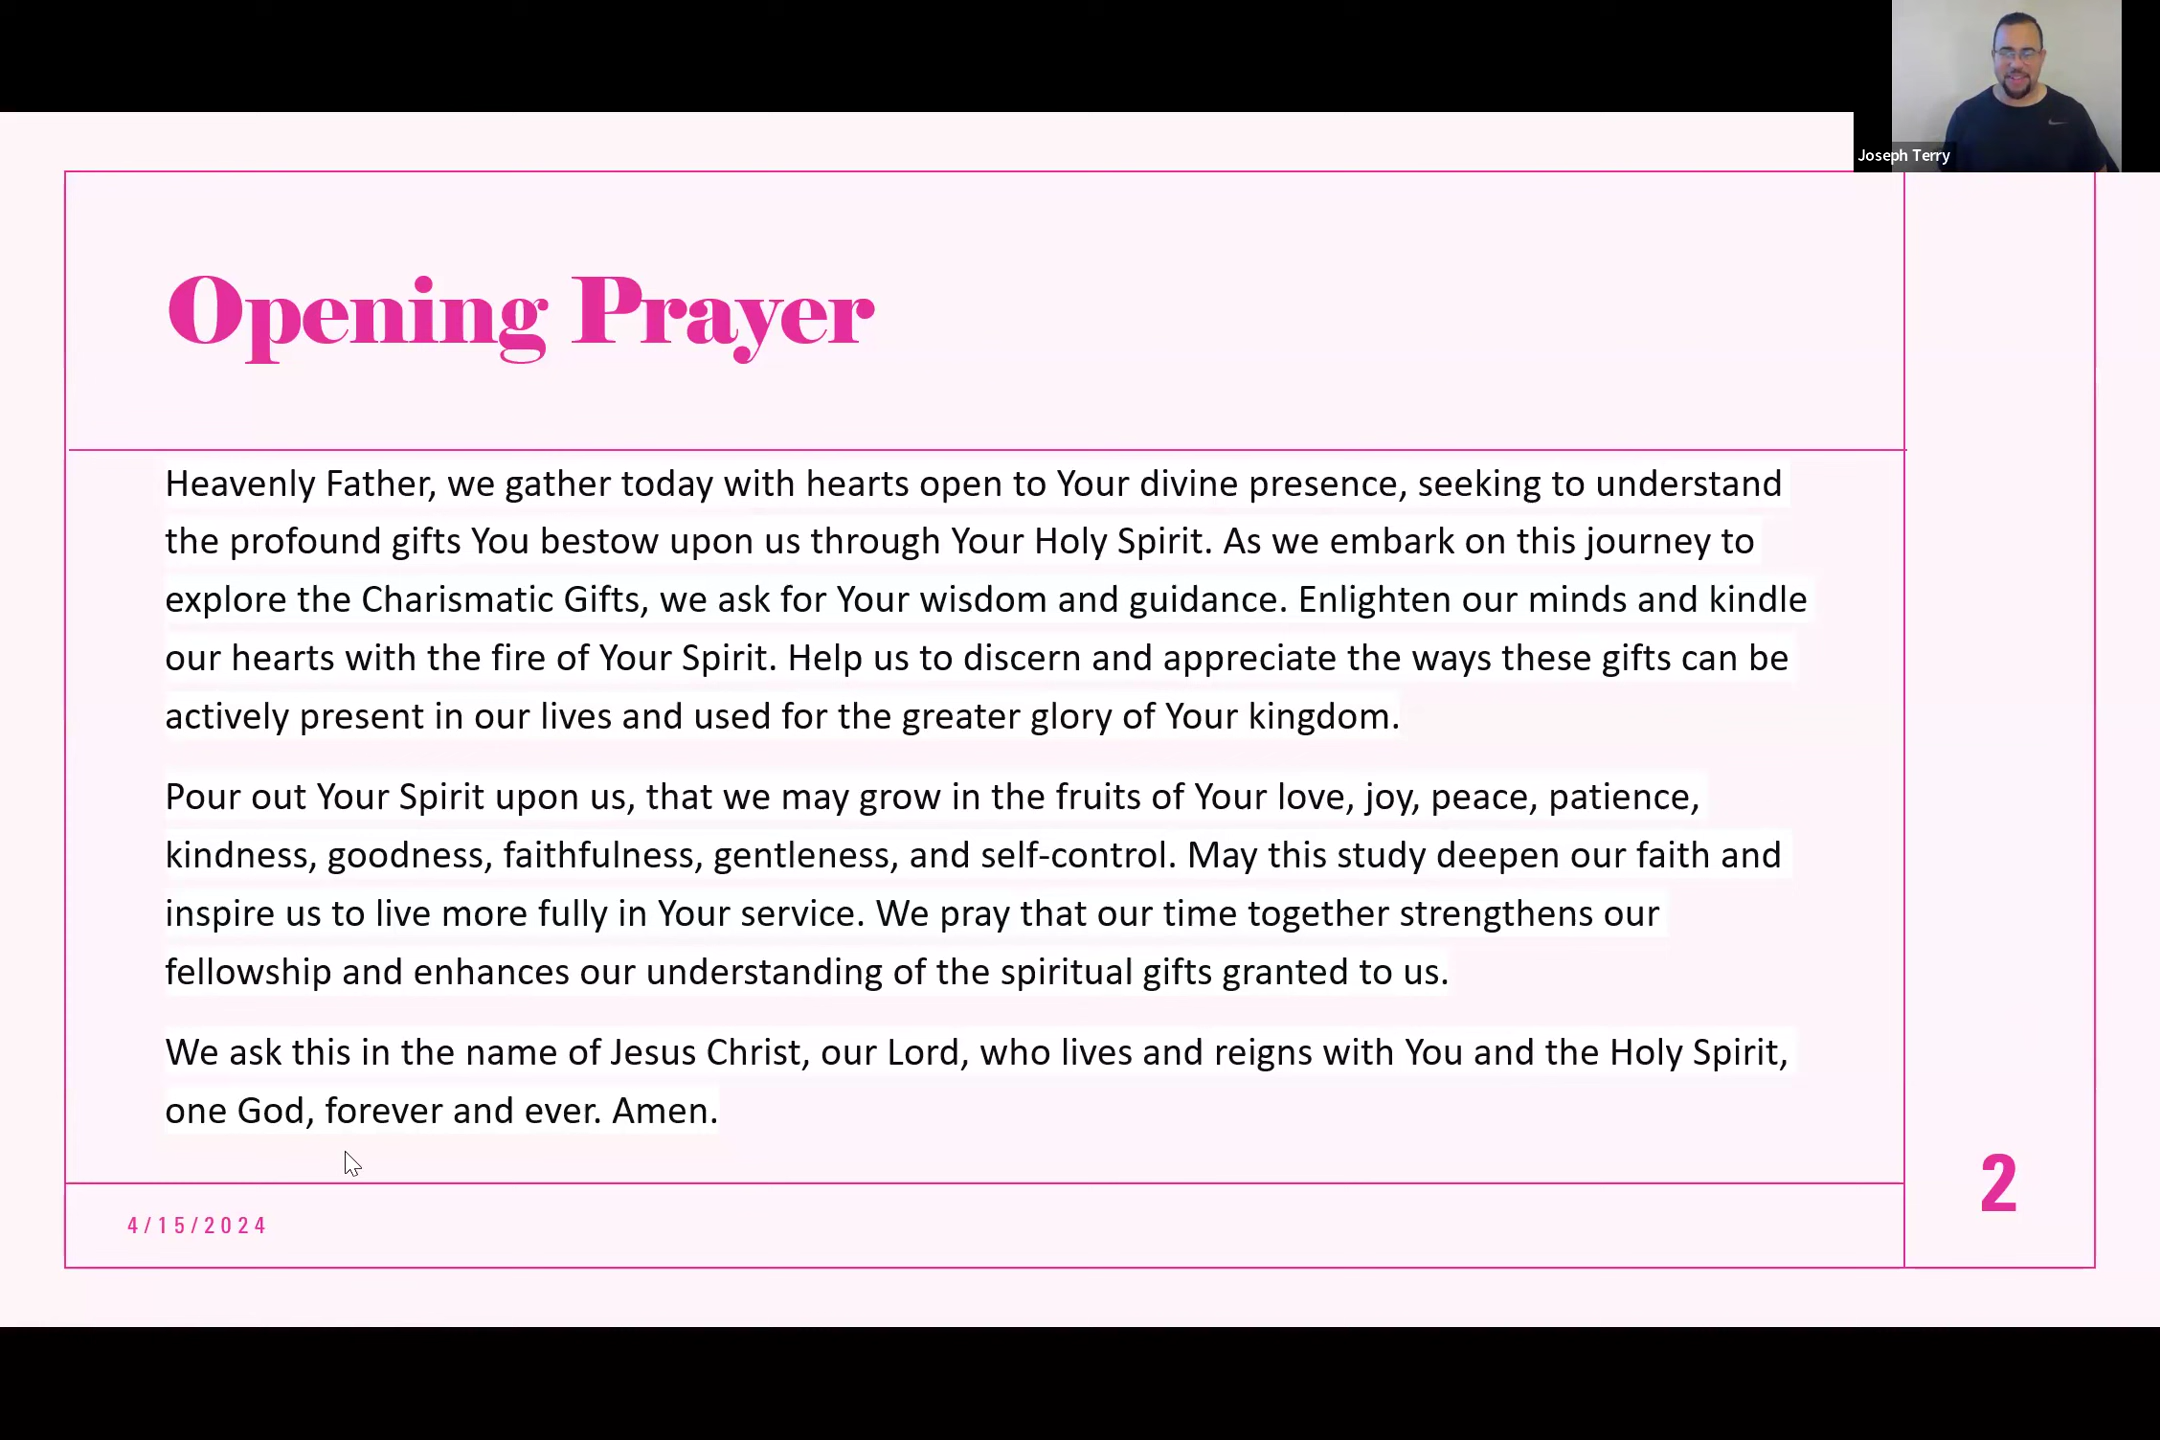 Joseph Terry
Opening Prayer
Heavenly Father, we gather today with hearts open to Your divine presence, seeking to understand
the profound gifts You bestow upon us through Your Holy Spirit. As we embark on this journey to
explore the Charismatic Gifts, we ask for Your wisdom and guidance. Enlighten our minds and kindle
our hearts with the fire of Your Spirit. Help us to discern and appreciate the ways these gifts can be
actively present in our lives and used for the greater glory of Your kingdom.
Pour out Your Spirit upon us, that we may grow in the fruits of Your love, joy, peace, patience,
kindness, goodness, faithfulness, gentleness, and self-control. May this study deepen our faith and
inspire us to live more fully in Your service. We pray that our time together strengthens our
fellowship and enhances our understanding of the spiritual gifts granted to us.
We ask this in the name of Jesus Christ, our Lord, who lives and reigns with You and the Holy Spirit,
one God, forever and ever. Amen.
2
4/15/2024